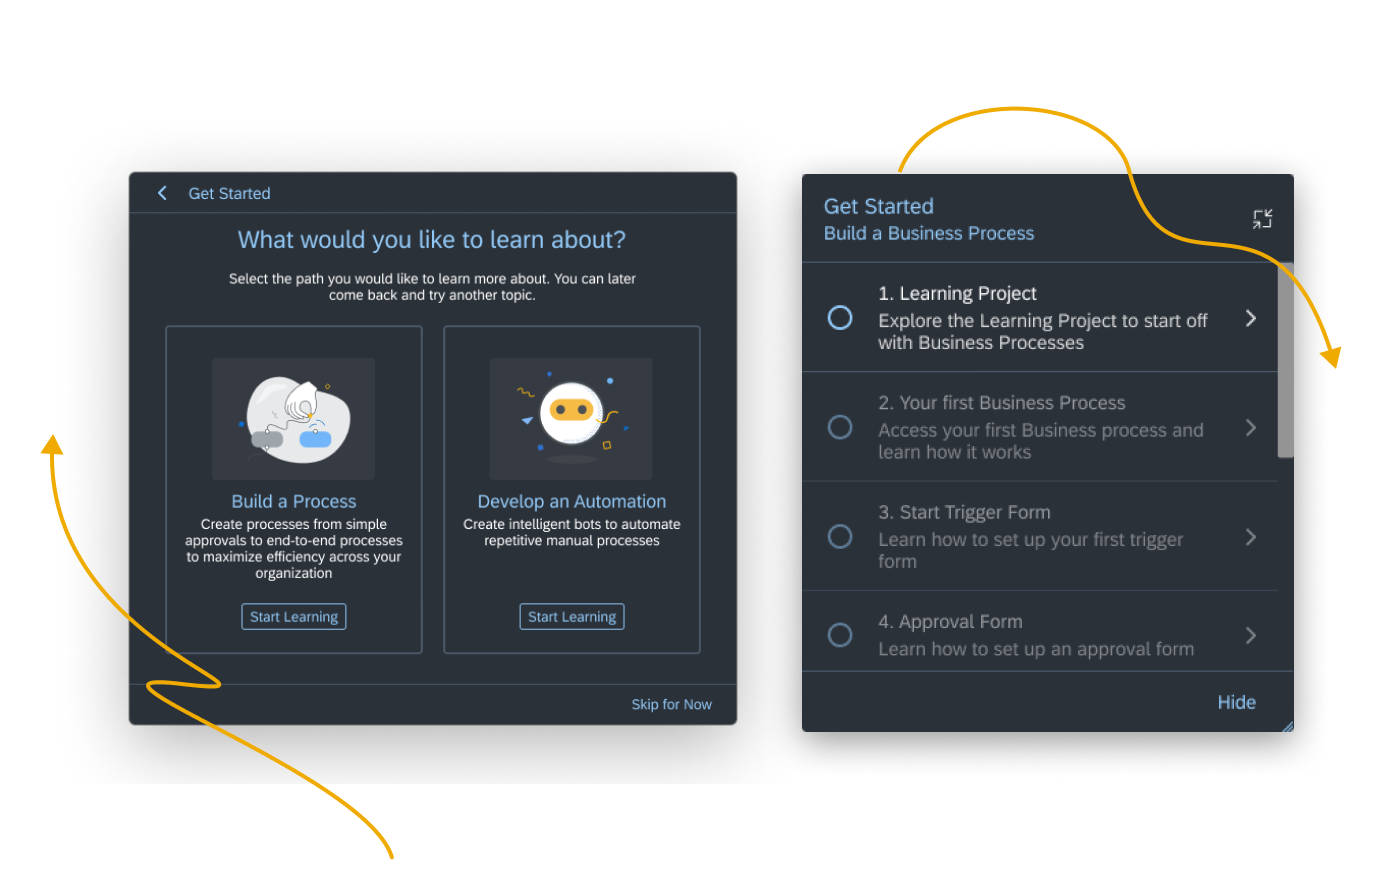 Get Started
What would you like to learn about?
Select the path you would like to learn more about. You can later
come back and try another topic.
Build a Process
Create processes from simple
approvals to end-to-end processes
to maximize efficiency across your
organization
Start Learning
Develop an Automation
Create intelligent bots to automate
repetitive manual processes
Start Learning
Skip for Now
Get Started
Build a Business Process
1. Learning Project
Explore the Learning Project to start off
with Business Processes
2. Your first Business Process
Access your first Business process and
learn how it works
3. Start Trigger Form
Learn how to set up your first trigger
form
4. Approval Form
Learn how to set up an approval form
Hide